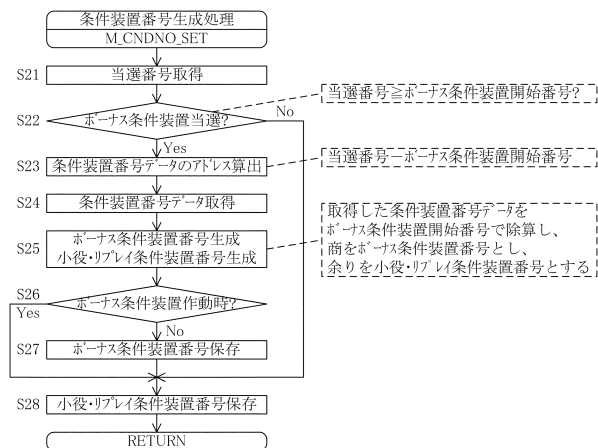 条件装置番号生成処理
M_CNDNO_SET
S21
当選番号取得
S22
ボーナス条件装置当選?
No
当選番号≧ボーナス条件装置開始番号?
Yes
S23
条件装置番号データのアドレス算出
当選番号－ボーナス条件装置開始番号
S24
条件装置番号データ取得
S25
ボーナス条件装置番号生成
小役・リプレイ条件装置番号生成
取得した条件装置番号データを
ボーナス条件装置開始番号で除算し、
商をボーナス条件装置番号とし、
余りを小役・リプレイ条件装置番号とする
S26
ボーナス条件装置作動時?
Yes
No
S27
ボーナス条件装置番号保存
S28
小役・リプレイ条件装置番号保存
RETURN